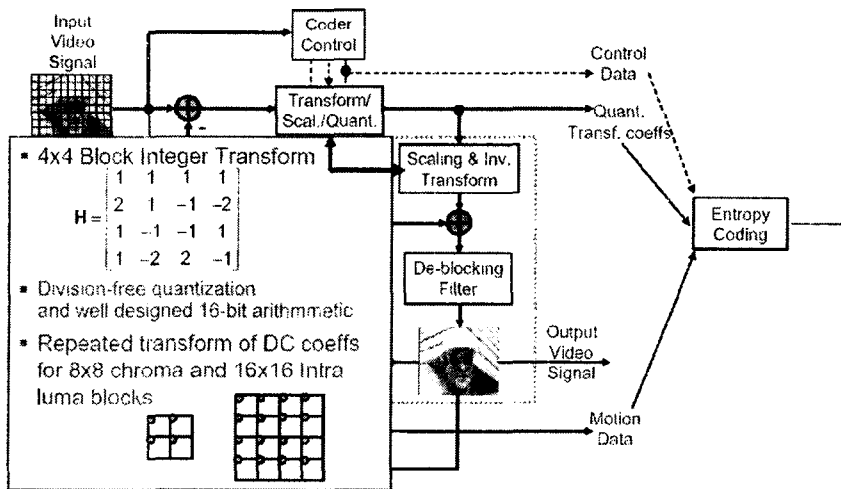 Input
Video
Signal
Coder
Control
Control
Data
Transform/
Scal./Quant.
Quant.
Transf. coeffs
-
▪ 4x4 Block Integer Transform
H =
1 1 1 1
2 1 −1 −2
1 −1 −1 1
1 −2 2 −1
▪ Division-free quantization
and well designed 16-bit arithmmetic
▪ Repeated transform of DC coeffs
for 8x8 chroma and 16x16 Intra
luma blocks
Scaling & Inv.
Transform
De-blocking
Filter
Entropy
Coding
Output
Video
Signal
Motion
Data